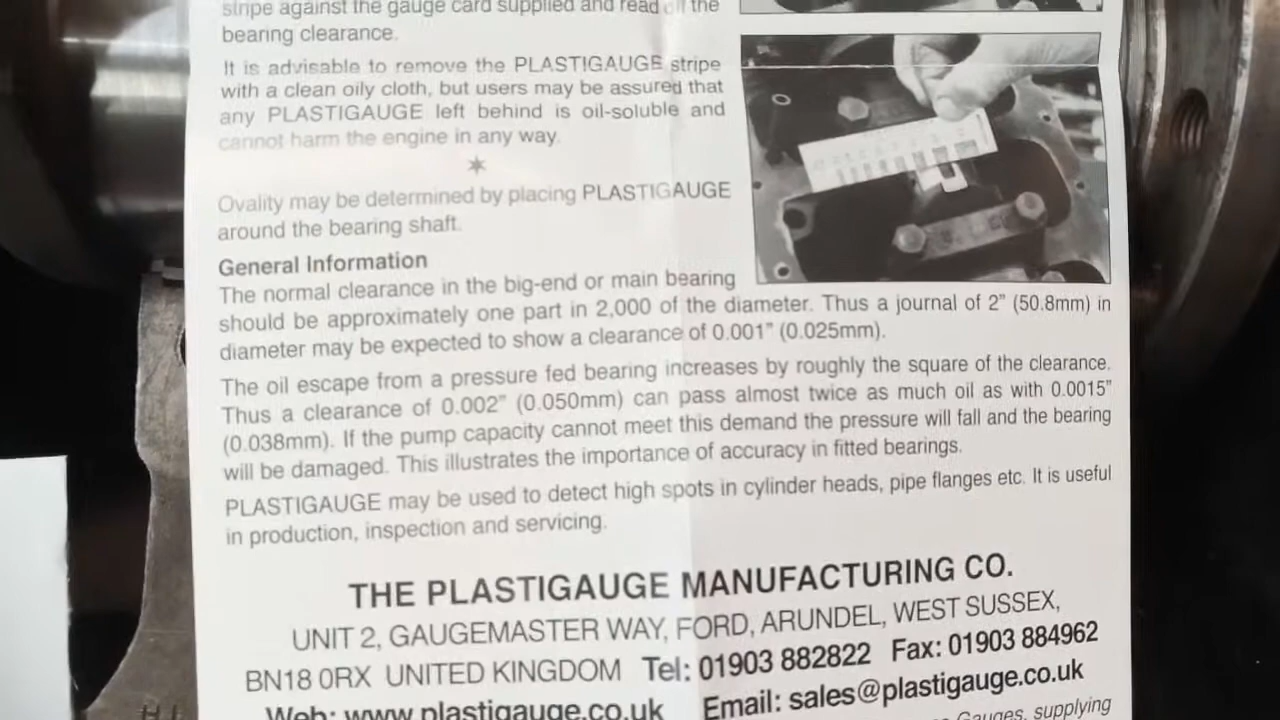 stripe against the gauge card supplied and read off the
bearing clearance.
It is advisable to remove the PLASTIGAUGE stripe
with a clean oily cloth, but users may be assured that
any PLASTIGAUGE left behind is oil-soluble and
cannot harm the engine in any way.
Ovality may be determined by placing PLASTIGAUGE
around the bearing shaft.
General Information
The normal clearance in the big-end or main bearing
should be approximately one part in 2,000 of the diameter. Thus a journal of 2” (50.8mm) in
diameter may be expected to show a clearance of 0.001” (0.025mm).
The oil escape from a pressure fed bearing increases by roughly the square of the clearance.
Thus a clearance of 0.002” (0.050mm) can pass almost twice as much oil as with 0.0015”
(0.038mm). If the pump capacity cannot meet this demand the pressure will fall and the bearing
will be damaged. This illustrates the importance of accuracy in fitted bearings.
PLASTIGAUGE may be used to detect high spots in cylinder heads, pipe flanges etc. It is useful
in production, inspection and servicing.
THE PLASTIGAUGE MANUFACTURING CO.
UNIT 2, GAUGEMASTER WAY, FORD, ARUNDEL, WEST SUSSEX,
BN18 0RX UNITED KINGDOM Tel: 01903 882822 Fax: 01903 884962
Web: www.plastigauge.co.uk Email: sales@plastigauge.co.uk
Gauges, supplying